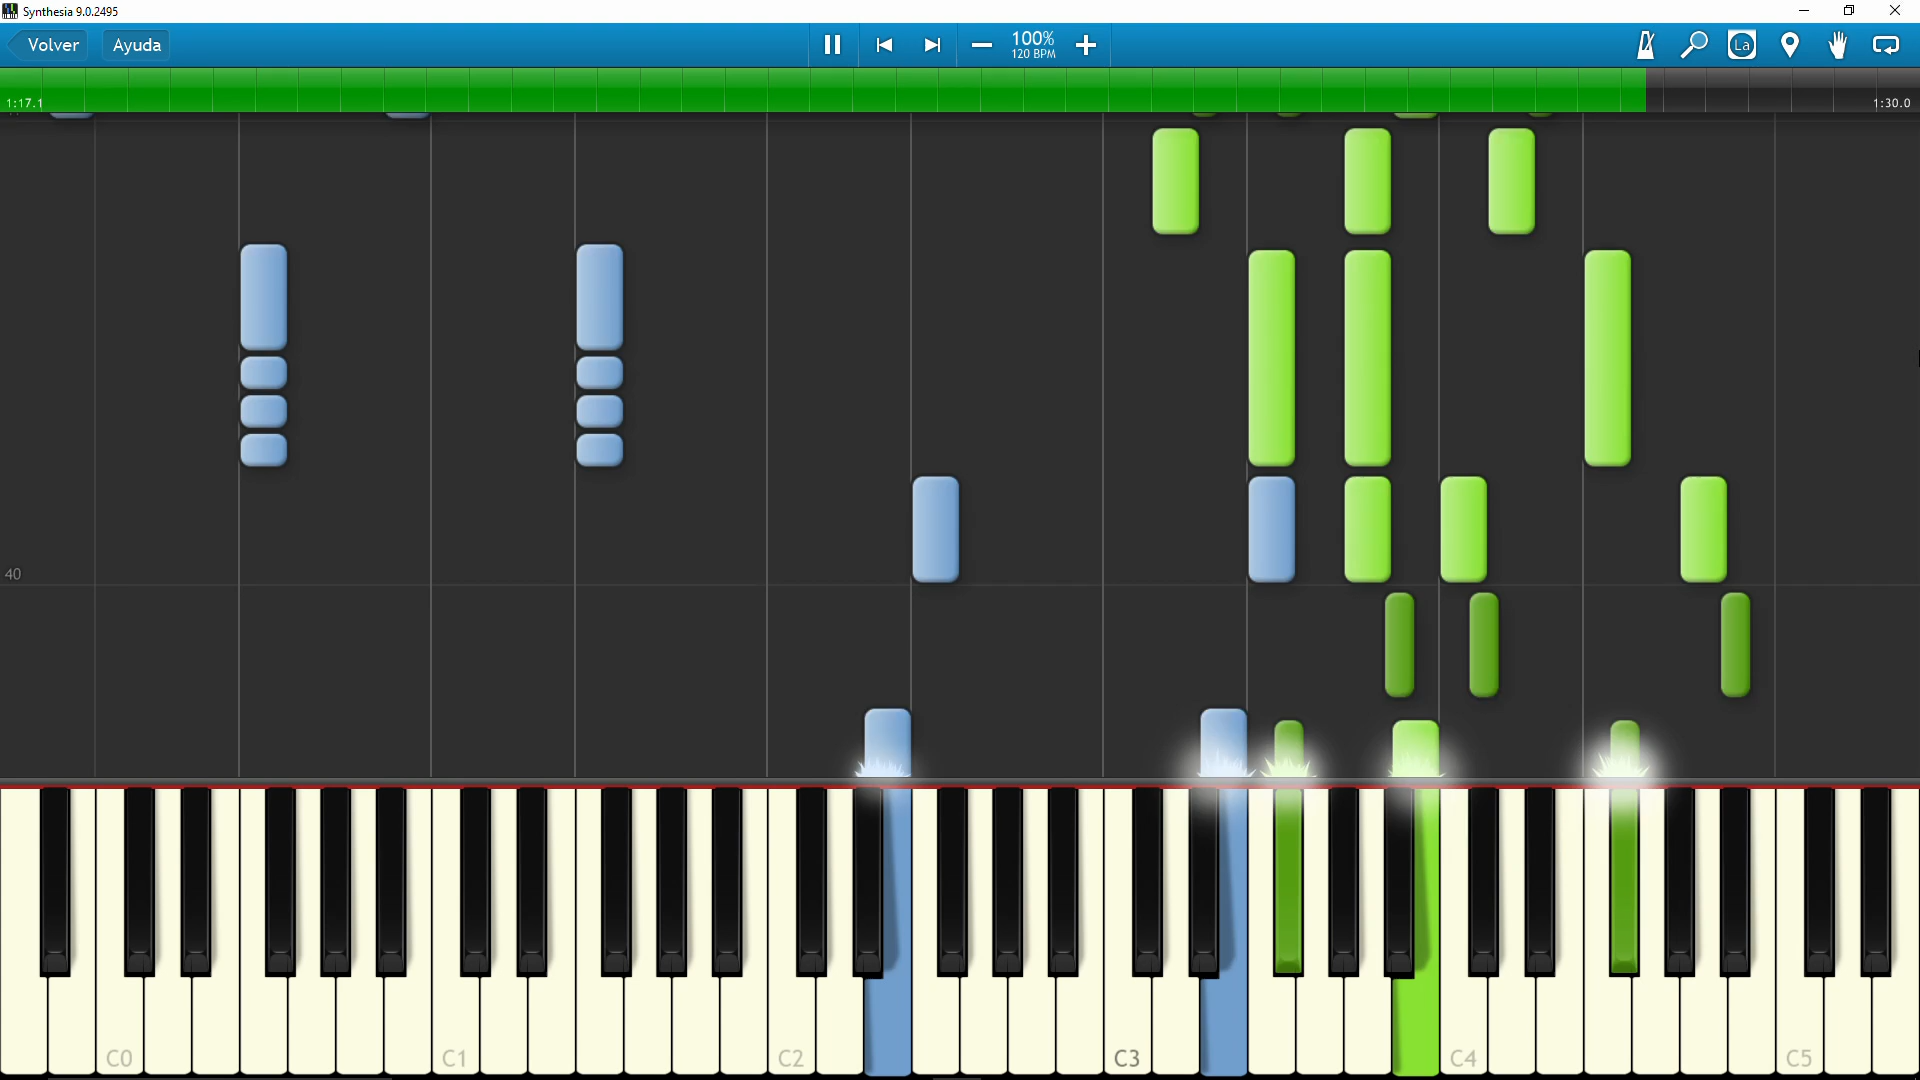 Synthesia 9.0.2495
Volver
Ayuda
100%
120 BPM
La
1:17.1
1:30.0
40
C0
C1
C2
C3
C4
C5